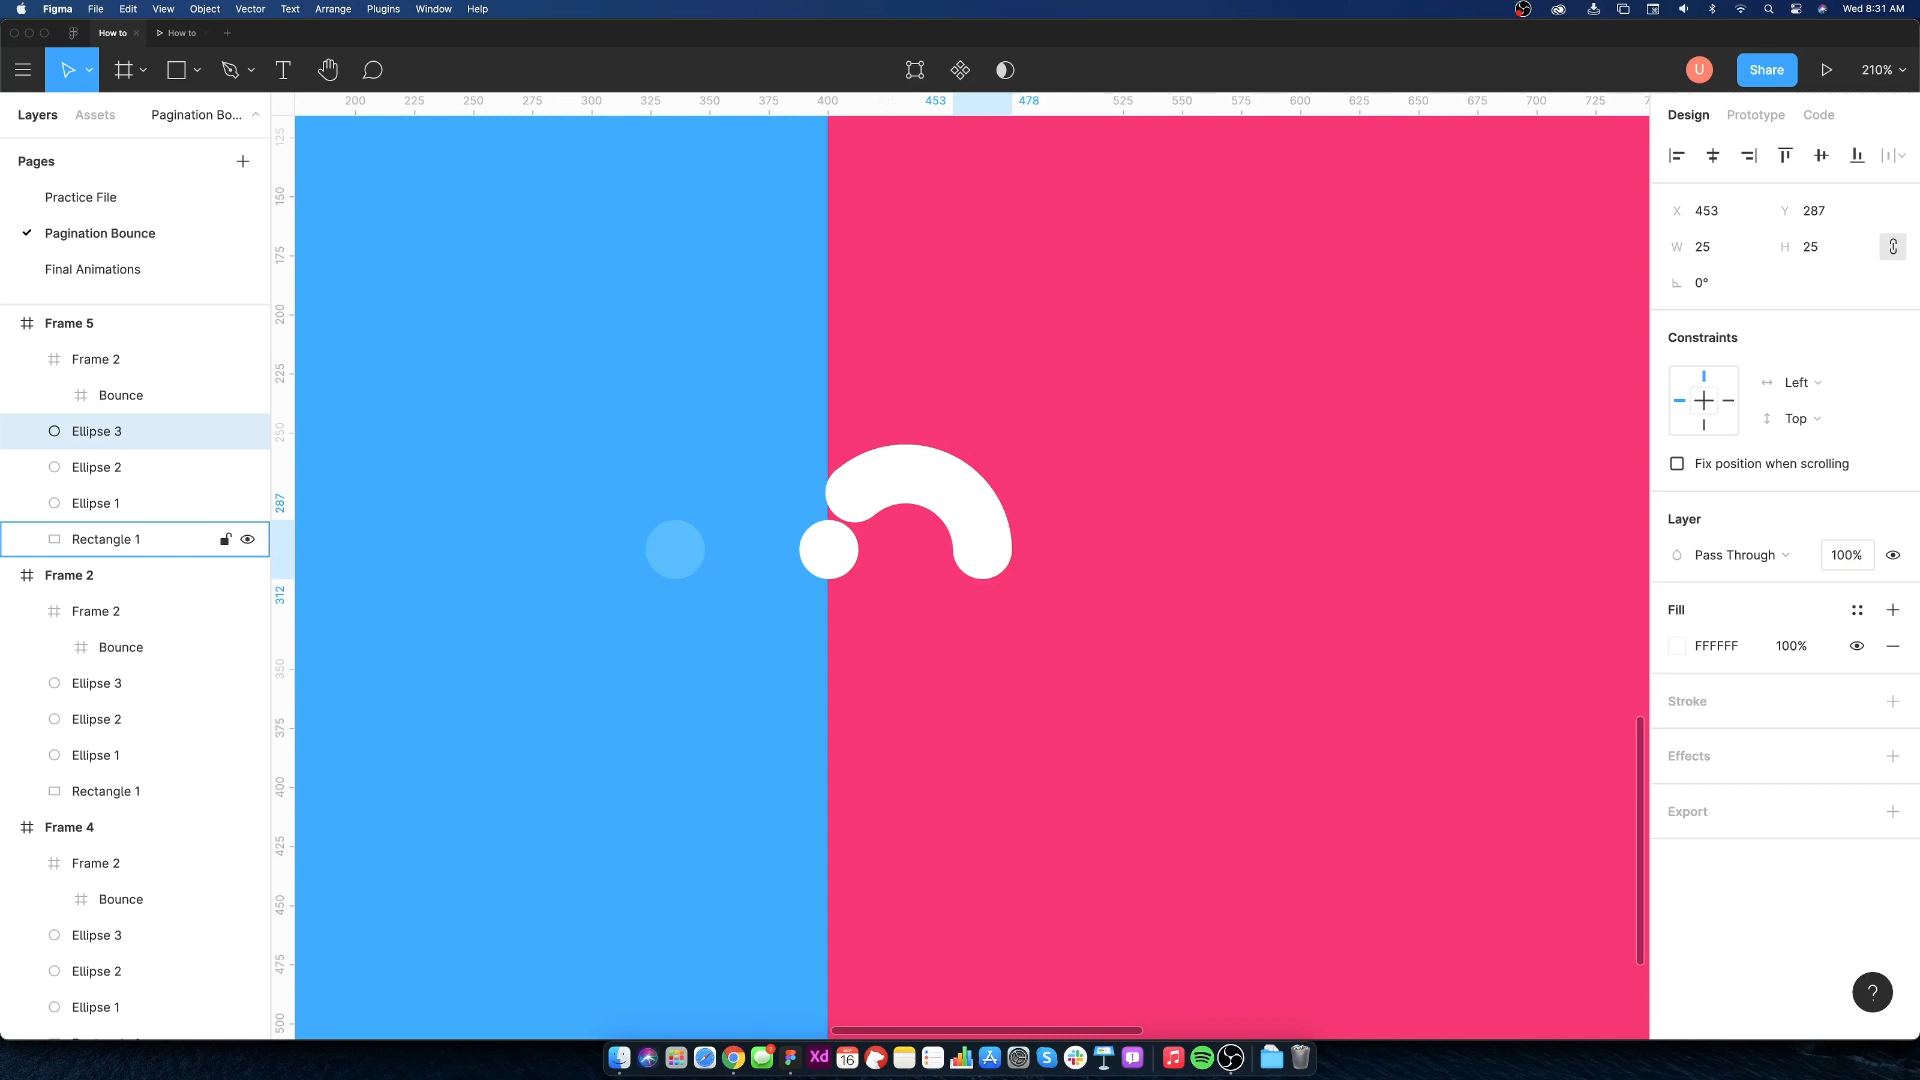 Figma File Edit View Object Vector Text Arrange Plugins Window Help Wed 8:31 AM
How to How to
U Share 210%
Layers Assets Pagination Bo...
200 225 250 275 300 325 350 375 400 453 478 525 550 575 600 625 650 675 700 725
Design Prototype Code
Pages
Practice File
Pagination Bounce
Final Animations
Frame 5
Frame 2
Bounce
Ellipse 3
Ellipse 2
Ellipse 1
Rectangle 1
Frame 2
Frame 2
Bounce
Ellipse 3
Ellipse 2
Ellipse 1
Rectangle 1
Frame 4
Frame 2
Bounce
Ellipse 3
Ellipse 2
Ellipse 1
125
150
175
200
225
250
287
312
350
375
400
425
450
475
500
X 453 Y 287
W 25 H 25
0°
Constraints
Left
Top
Fix position when scrolling
Layer
Pass Through 100%
Fill
FFFFFF 100%
Stroke
Effects
Export
?
Xd
16